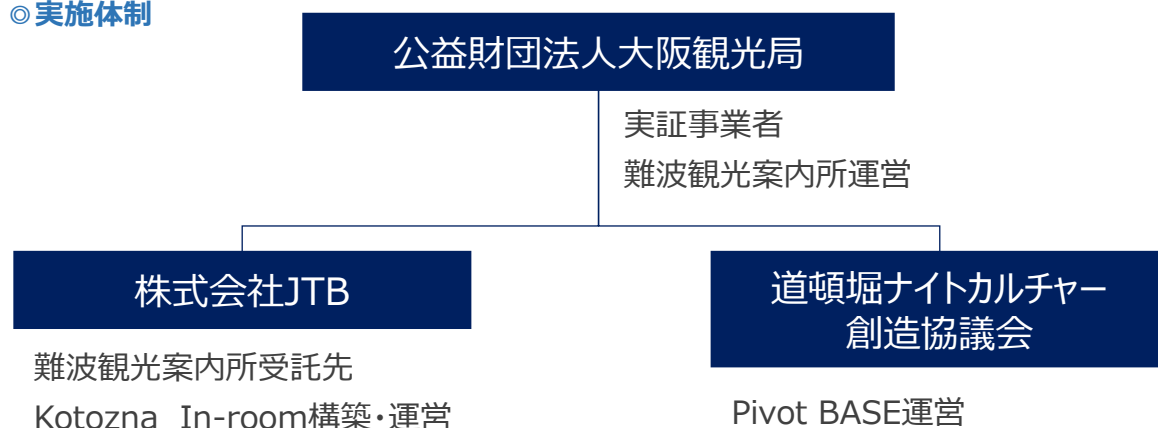 ◎実施体制
公益財団法人大阪観光局
実証事業者
難波観光案内所運営
株式会社JTB
難波観光案内所受託先
Kotozna In-room構築・運営
道頓堀ナイトカルチャー
創造協議会
Pivot BASE運営